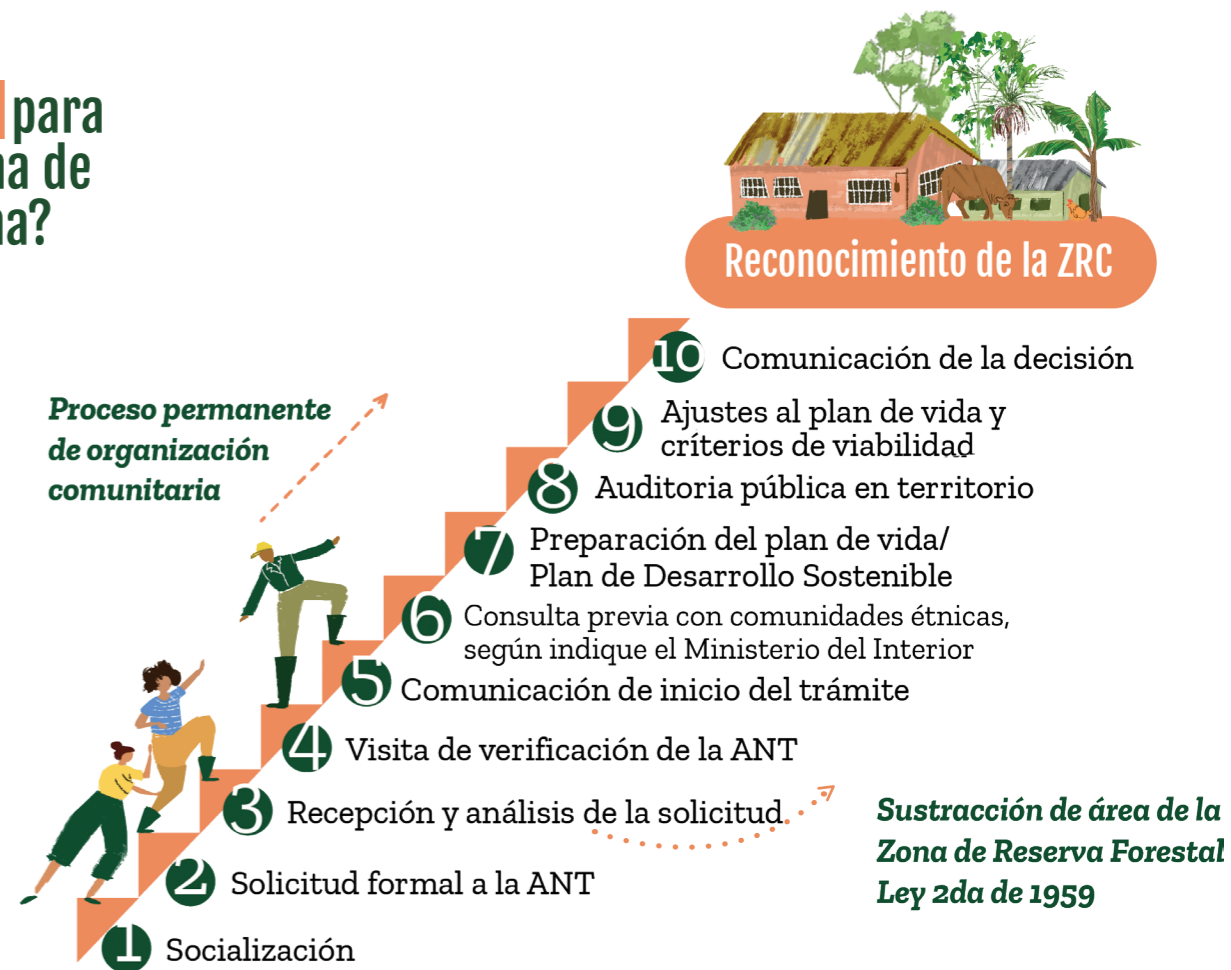 para
na de
na?
Reconocimiento de la ZRC
Proceso permanente
de organización
comunitaria
10 Comunicación de la decisión
9 Ajustes al plan de vida y
críterios de viabilidad
8 Auditoria pública en territorio
7 Preparación del plan de vida/
Plan de Desarrollo Sostenible
6 Consulta previa con comunidades étnicas,
según indique el Ministerio del Interior
5 Comunicación de inicio del trámite
4 Visita de verificación de la ANT
3 Recepción y análisis de la solicitud
Sustracción de área de la
Zona de Reserva Forestal
Ley 2da de 1959
2 Solicitud formal a la ANT
1 Socialización